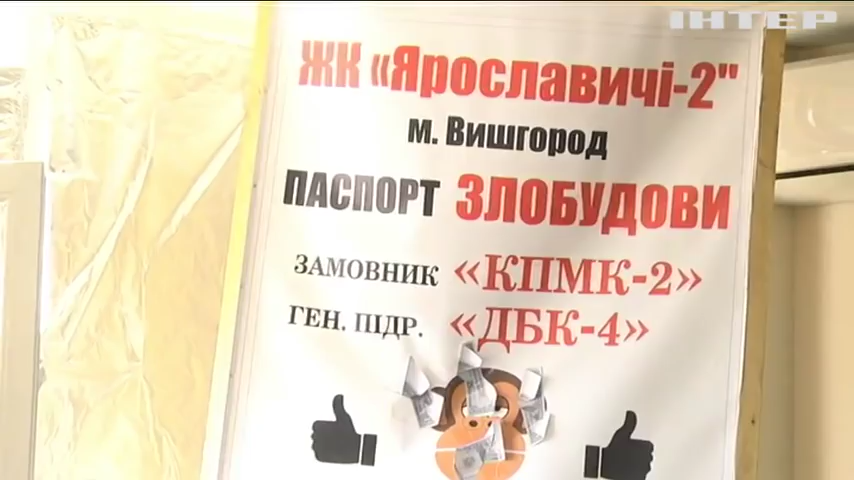 ІНТЕР
ЖК «Ярославичі-2"
м. Вишгород
ПАСПОРТ ЗЛОБУДОВИ
ЗАМОВНИК «КПМК-2»
ГЕН. ПІДР. «ДБК-4»